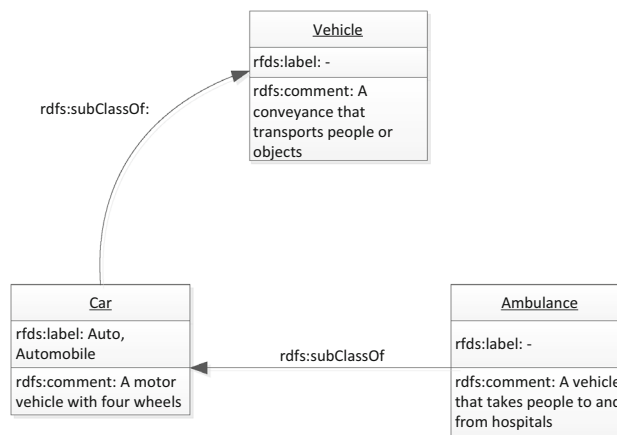 Vehicle
rfds:label: -
rdfs:comment: A
conveyance that
transports people or
objects
rdfs:subClassOf:
Car
rfds:label: Auto,
Automobile
rdfs:comment: A motor
vehicle with four wheels
rdfs:subClassOf
Ambulance
rfds:label: -
rdfs:comment: A vehicle
that takes people to and
from hospitals